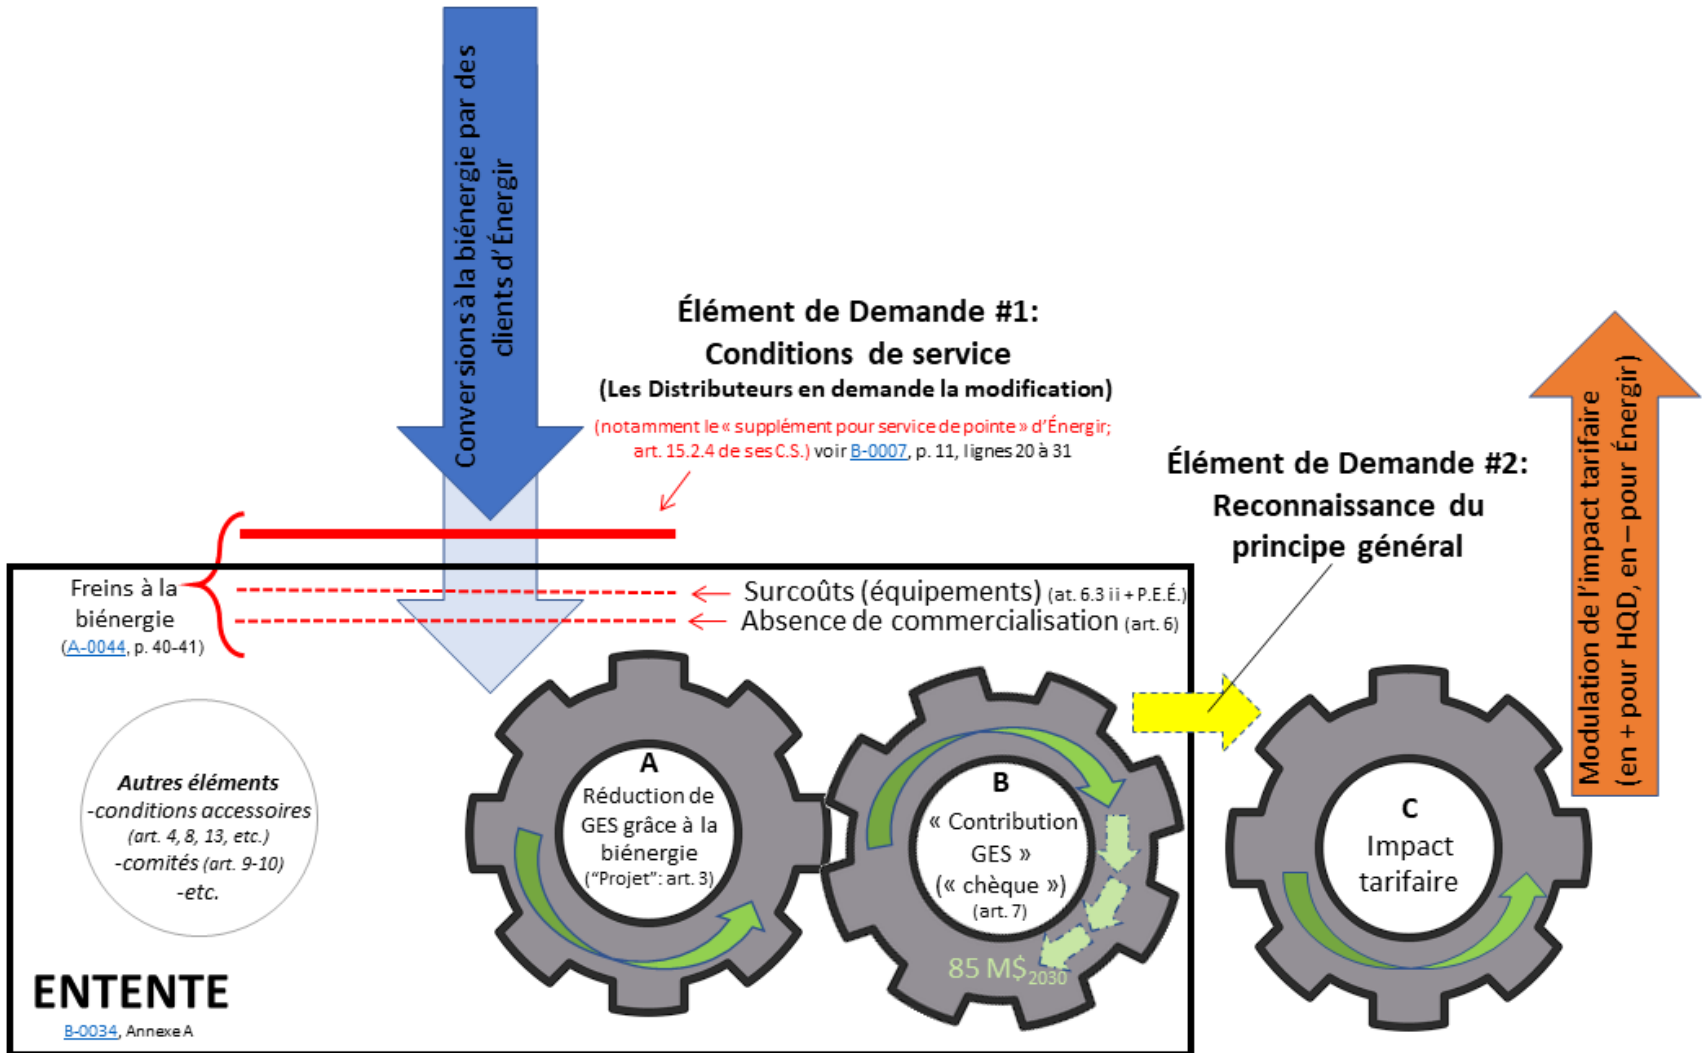 Conversions à la biénergie par des
clients d'Énergir
Élément de Demande #1:
Conditions de service
(Les Distributeurs en demande la modification)
(notamment le « supplément pour service de pointe » d'Énergir;
art. 15.2.4 de ses C.S.) voir B-0007, p. 11, lignes 20 à 31
Élément de Demande #2:
Reconnaissance du
principe général
Modulation de l'impact tarifaire
(en + pour HQD, en – pour Énergir)
Freins à la
biénergie
(A-0044, p. 40-41)
Surcoûts (équipements) (at. 6.3 ii + P.E.É.)
Absence de commercialisation (art. 6)
Autres éléments
-conditions accessoires
(art. 4, 8, 13, etc.)
-comités (art. 9-10)
-etc.
A
Réduction de
GES grâce à la
biénergie
("Projet": art. 3)
B
« Contribution
GES »
(« chèque »)
(art. 7)
85 M$2030
C
Impact
tarifaire
ENTENTE
B-0034, Annexe A